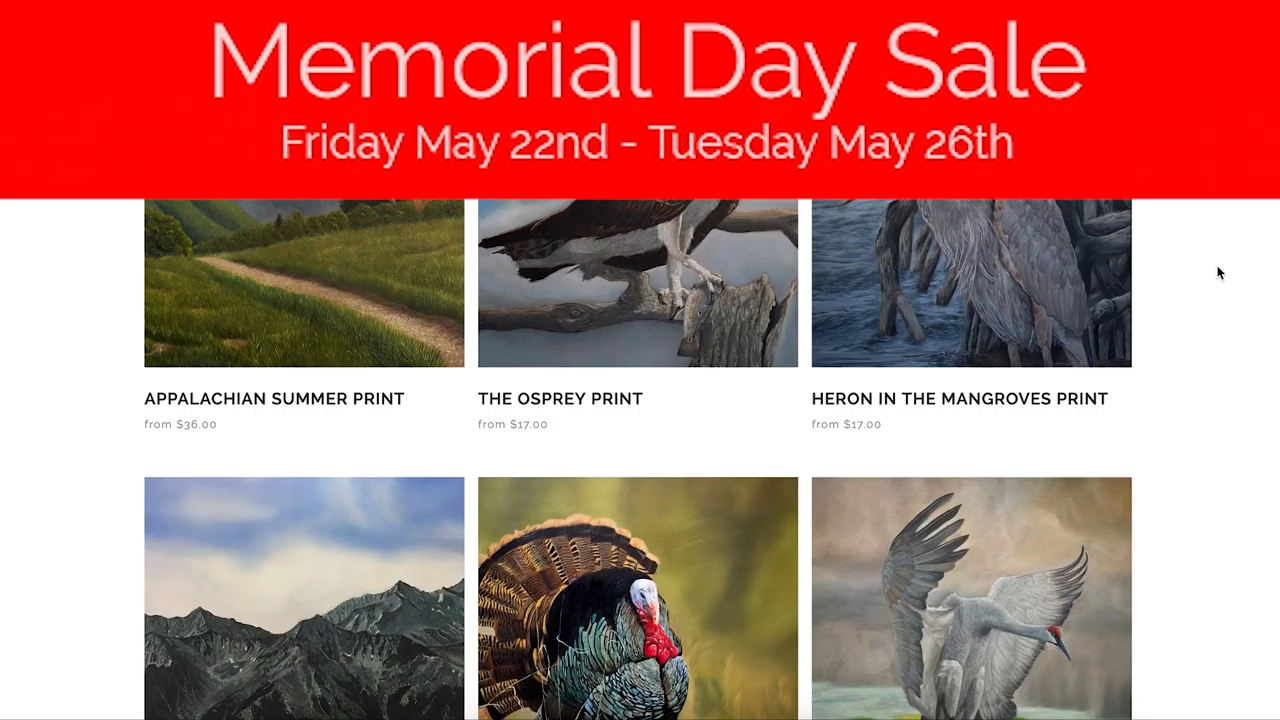 Memorial Day Sale
Friday May 22nd - Tuesday May 26th
APPALACHIAN SUMMER PRINT
from $36.00
THE OSPREY PRINT
from $17.00
HERON IN THE MANGROVES PRINT
from $17.00